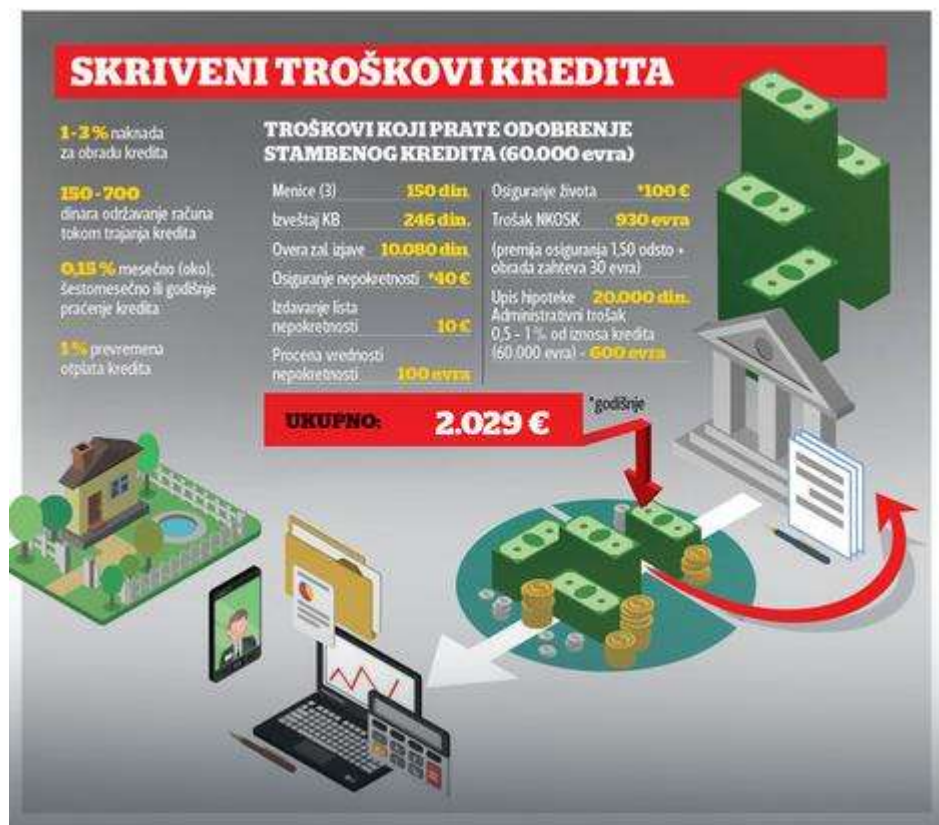 SKRIVENI TROŠKOVI KREDITA
1-3% naknada
za obradu kredita
150-700
dinara održavanje računa
tokom trajanja kredita
0,15% mesečno (oko),
šestomesečno ili godišnje
praćenje kredita
1% prevremena
otplata kredita
TROŠKOVI KOJI PRATE ODOBRENJE
STAMBENOG KREDITA (60.000 evra)
Menice (3) 150 din.
Izveštaj KB 246 din.
Overa zal. izjave 10.080 din.
Osiguranje nepokretnosti *40 €
Izdavanje lista
nepokretnosti 10 €
Procena vrednosti
nepokretnosti 100 evra
Osiguranje života *100 €
Trošak NKOSK 930 evra
(premija osiguranja 1,50 odsto +
obrada zahteva 30 evra)
Upis hipoteke 20.000 din.
Administrativni trošak
0,5 - 1% od iznosa kredita
(60.000 evra) - 600 evra
UKUPNO: 2.029 €
*godišnje